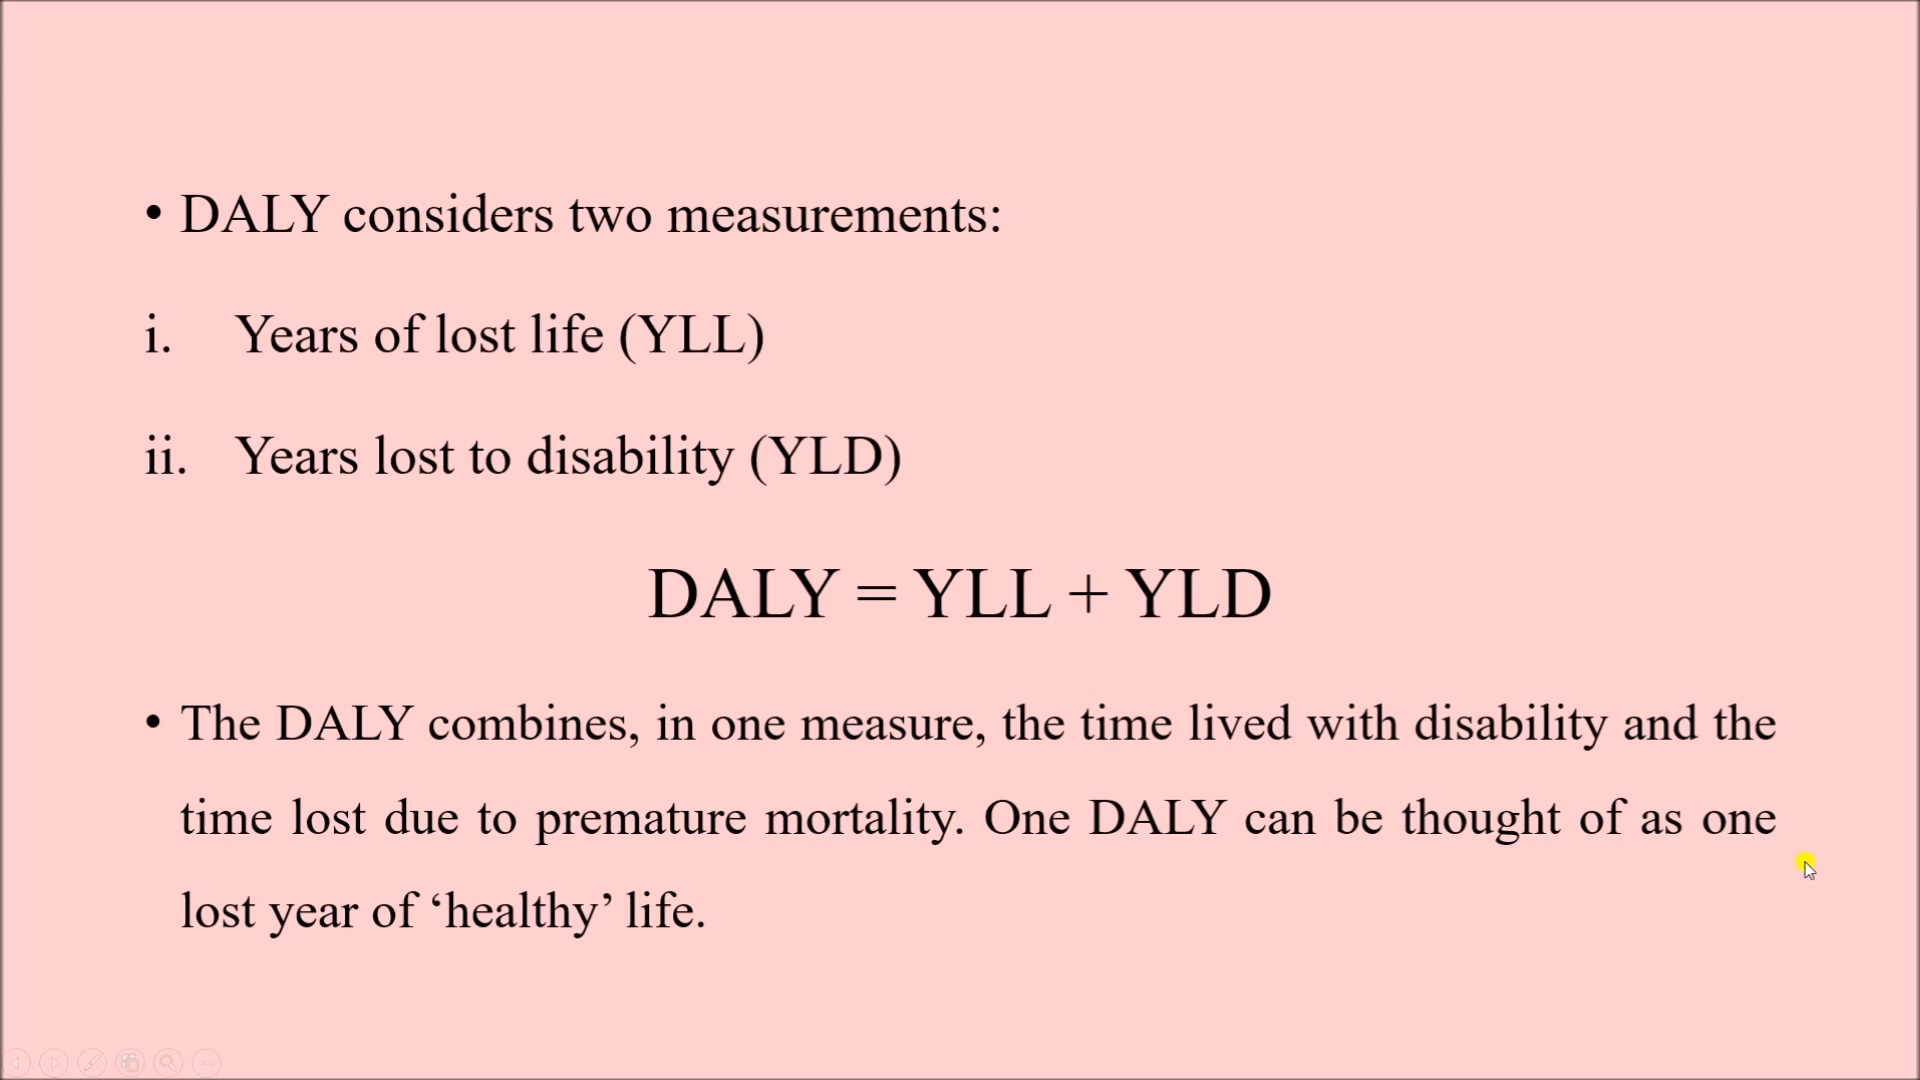 • DALY considers two measurements:
i. Years of lost life (YLL)
ii. Years lost to disability (YLD)
DALY = YLL + YLD
• The DALY combines, in one measure, the time lived with disability and the
time lost due to premature mortality. One DALY can be thought of as one
lost year of ‘healthy’ life.